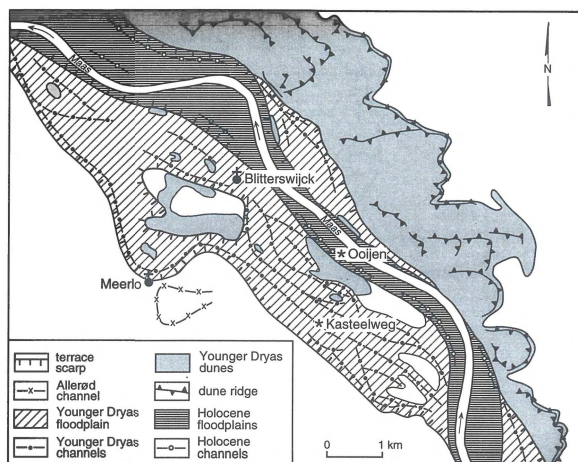 Maas
N
Blitterswijck
Maas
Ooijen
Meerlo
Kasteelweg
terrace
scarp
Younger Dryas
dunes
Allerød
channel
dune ridge
Younger Dryas
floodplain
Holocene
floodplains
Younger Dryas
channels
Holocene
channels
0 1 km